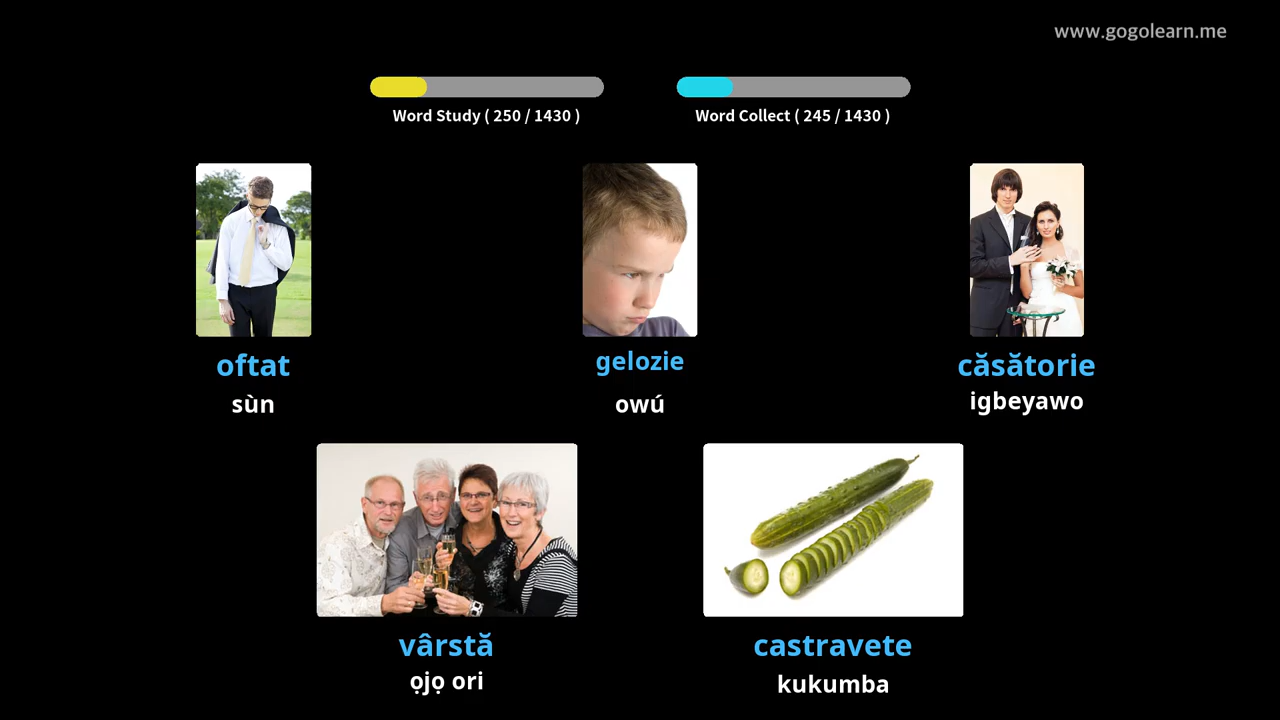 www.gogolearn.me
Word Study ( 250 / 1430 )
Word Collect ( 245 / 1430 )
oftat
sùn
gelozie
owú
căsătorie
igbeyawo
vârstă
ọjọ ori
castravete
kukumba